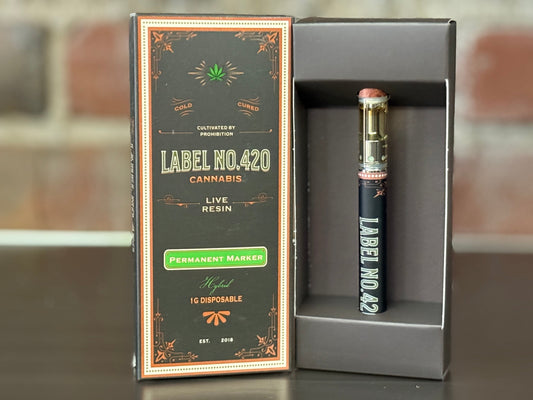 COLD
CURED
CULTIVATED BY
PROHIBITION
LABEL NO.420
CANNABIS
LIVE
RESIN
PERMANENT MARKER
Hybrid
1G DISPOSABLE
EST. 2018
LABEL NO.42